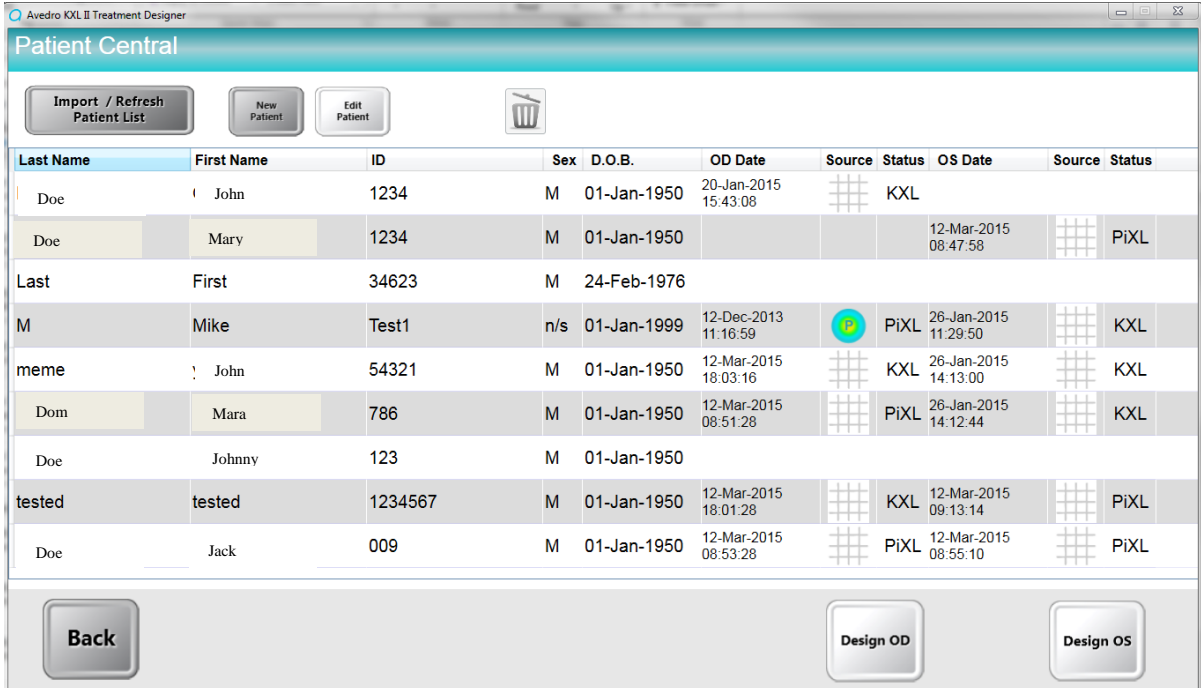 Avedro KXL II Treatment Designer
Patient Central
Import / Refresh
Patient List
New
Patient
Edit
Patient
Last Name First Name ID Sex D.O.B. OD Date Source Status OS Date Source Status
Doe John 1234 M 01-Jan-1950 20-Jan-2015 15:43:08 KXL
Doe Mary 1234 M 01-Jan-1950 12-Mar-2015 08:47:58 PiXL
Last First 34623 M 24-Feb-1976
M Mike Test1 n/s 01-Jan-1999 12-Dec-2013 11:16:59 P PiXL 26-Jan-2015 11:29:50 KXL
meme John 54321 M 01-Jan-1950 12-Mar-2015 18:03:16 KXL 26-Jan-2015 14:13:00 KXL
Dom Mara 786 M 01-Jan-1950 12-Mar-2015 08:51:28 PiXL 26-Jan-2015 14:12:44 KXL
Doe Johnny 123 M 01-Jan-1950
tested tested 1234567 M 01-Jan-1950 12-Mar-2015 18:01:28 KXL 12-Mar-2015 09:13:14 PiXL
Doe Jack 009 M 01-Jan-1950 12-Mar-2015 08:53:28 PiXL 12-Mar-2015 08:55:10 PiXL
Back
Design OD
Design OS